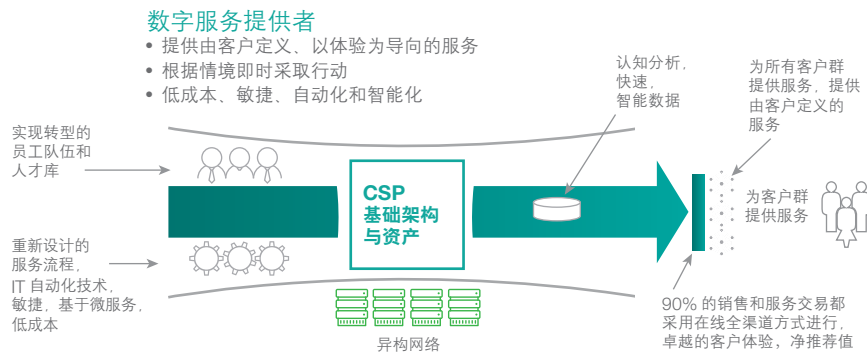 数字服务提供者
• 提供由客户定义、以体验为导向的服务
• 根据情境即时采取行动
• 低成本、敏捷、自动化和智能化
认知分析，
快速，
智能数据
为所有客户群
提供服务，提供
由客户定义的
服务
实现转型的
员工队伍和
人才库
CSP
基础架构
与资产
为客户群
提供服务
重新设计的
服务流程，
IT 自动化技术，
敏捷，基于微服务，
低成本
异构网络
90% 的销售和服务交易都
采用在线全渠道方式进行，
卓越的客户体验，净推荐值